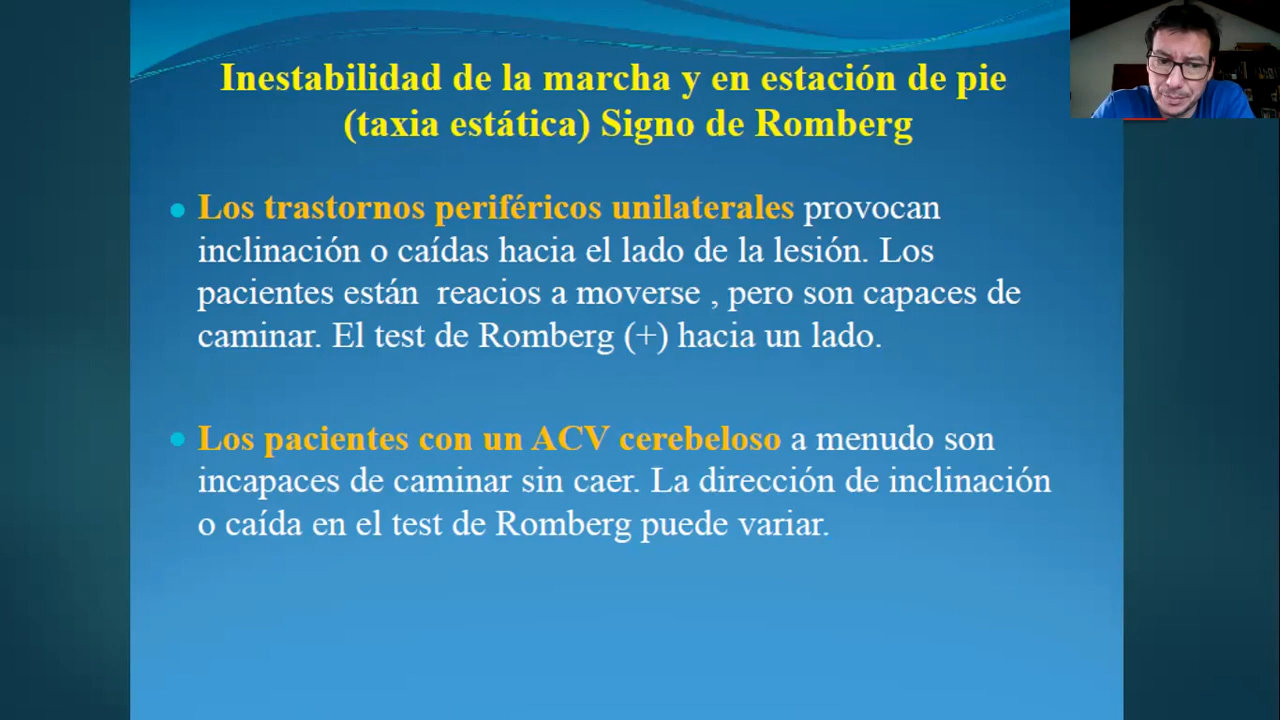 Inestabilidad de la marcha y en estación de pie
(taxia estática) Signo de Romberg
Los trastornos periféricos unilaterales provocan
inclinación o caídas hacia el lado de la lesión. Los
pacientes están  reacios a moverse , pero son capaces de
caminar. El test de Romberg (+) hacia un lado.
Los pacientes con un ACV cerebeloso a menudo son
incapaces de caminar sin caer. La dirección de inclinación
o caída en el test de Romberg puede variar.